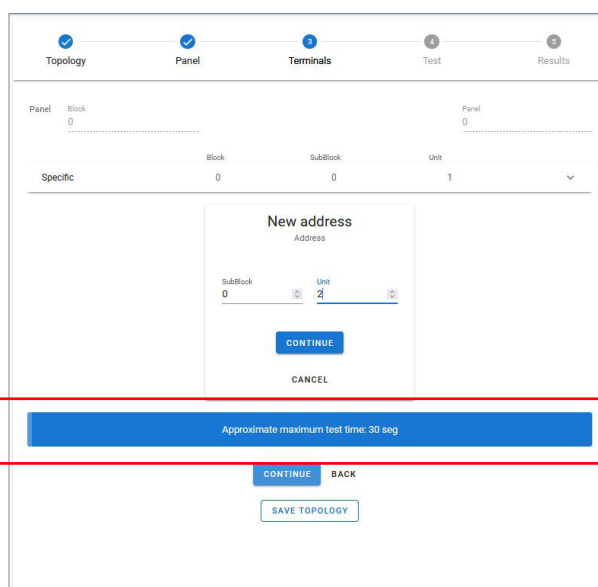 3 4 5
Topology Panel Terminals Test Results
Panel Block Panel
0 0
Block SubBlock Unit
Specific 0 0 1
New address
Address
SubBlock Unit
0 2
CONTINUE
CANCEL
Approximate maximum test time: 30 seg
CONTINUE BACK
SAVE TOPOLOGY